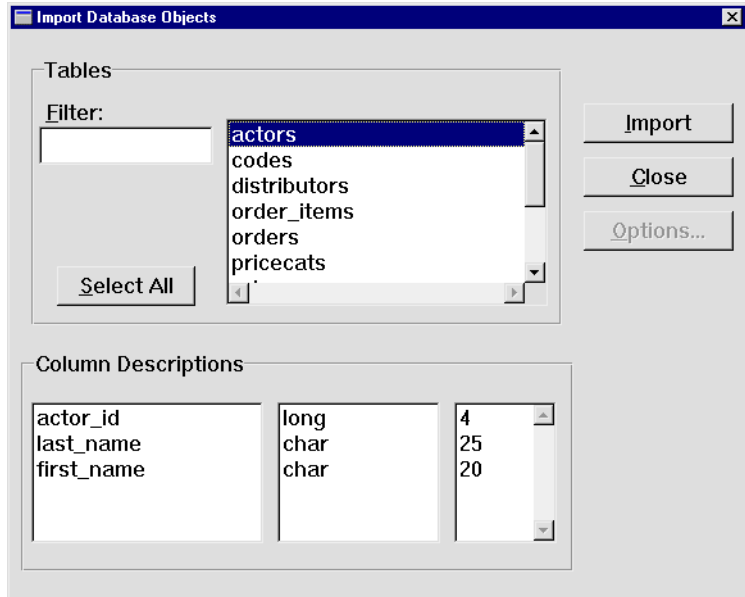 Import Database Objects
Tables
Filter:
actors
codes
distributors
order_items
orders
pricecats
Select All
Import
Close
Options...
Column Descriptions
actor_id long 4
last_name char 25
first_name char 20